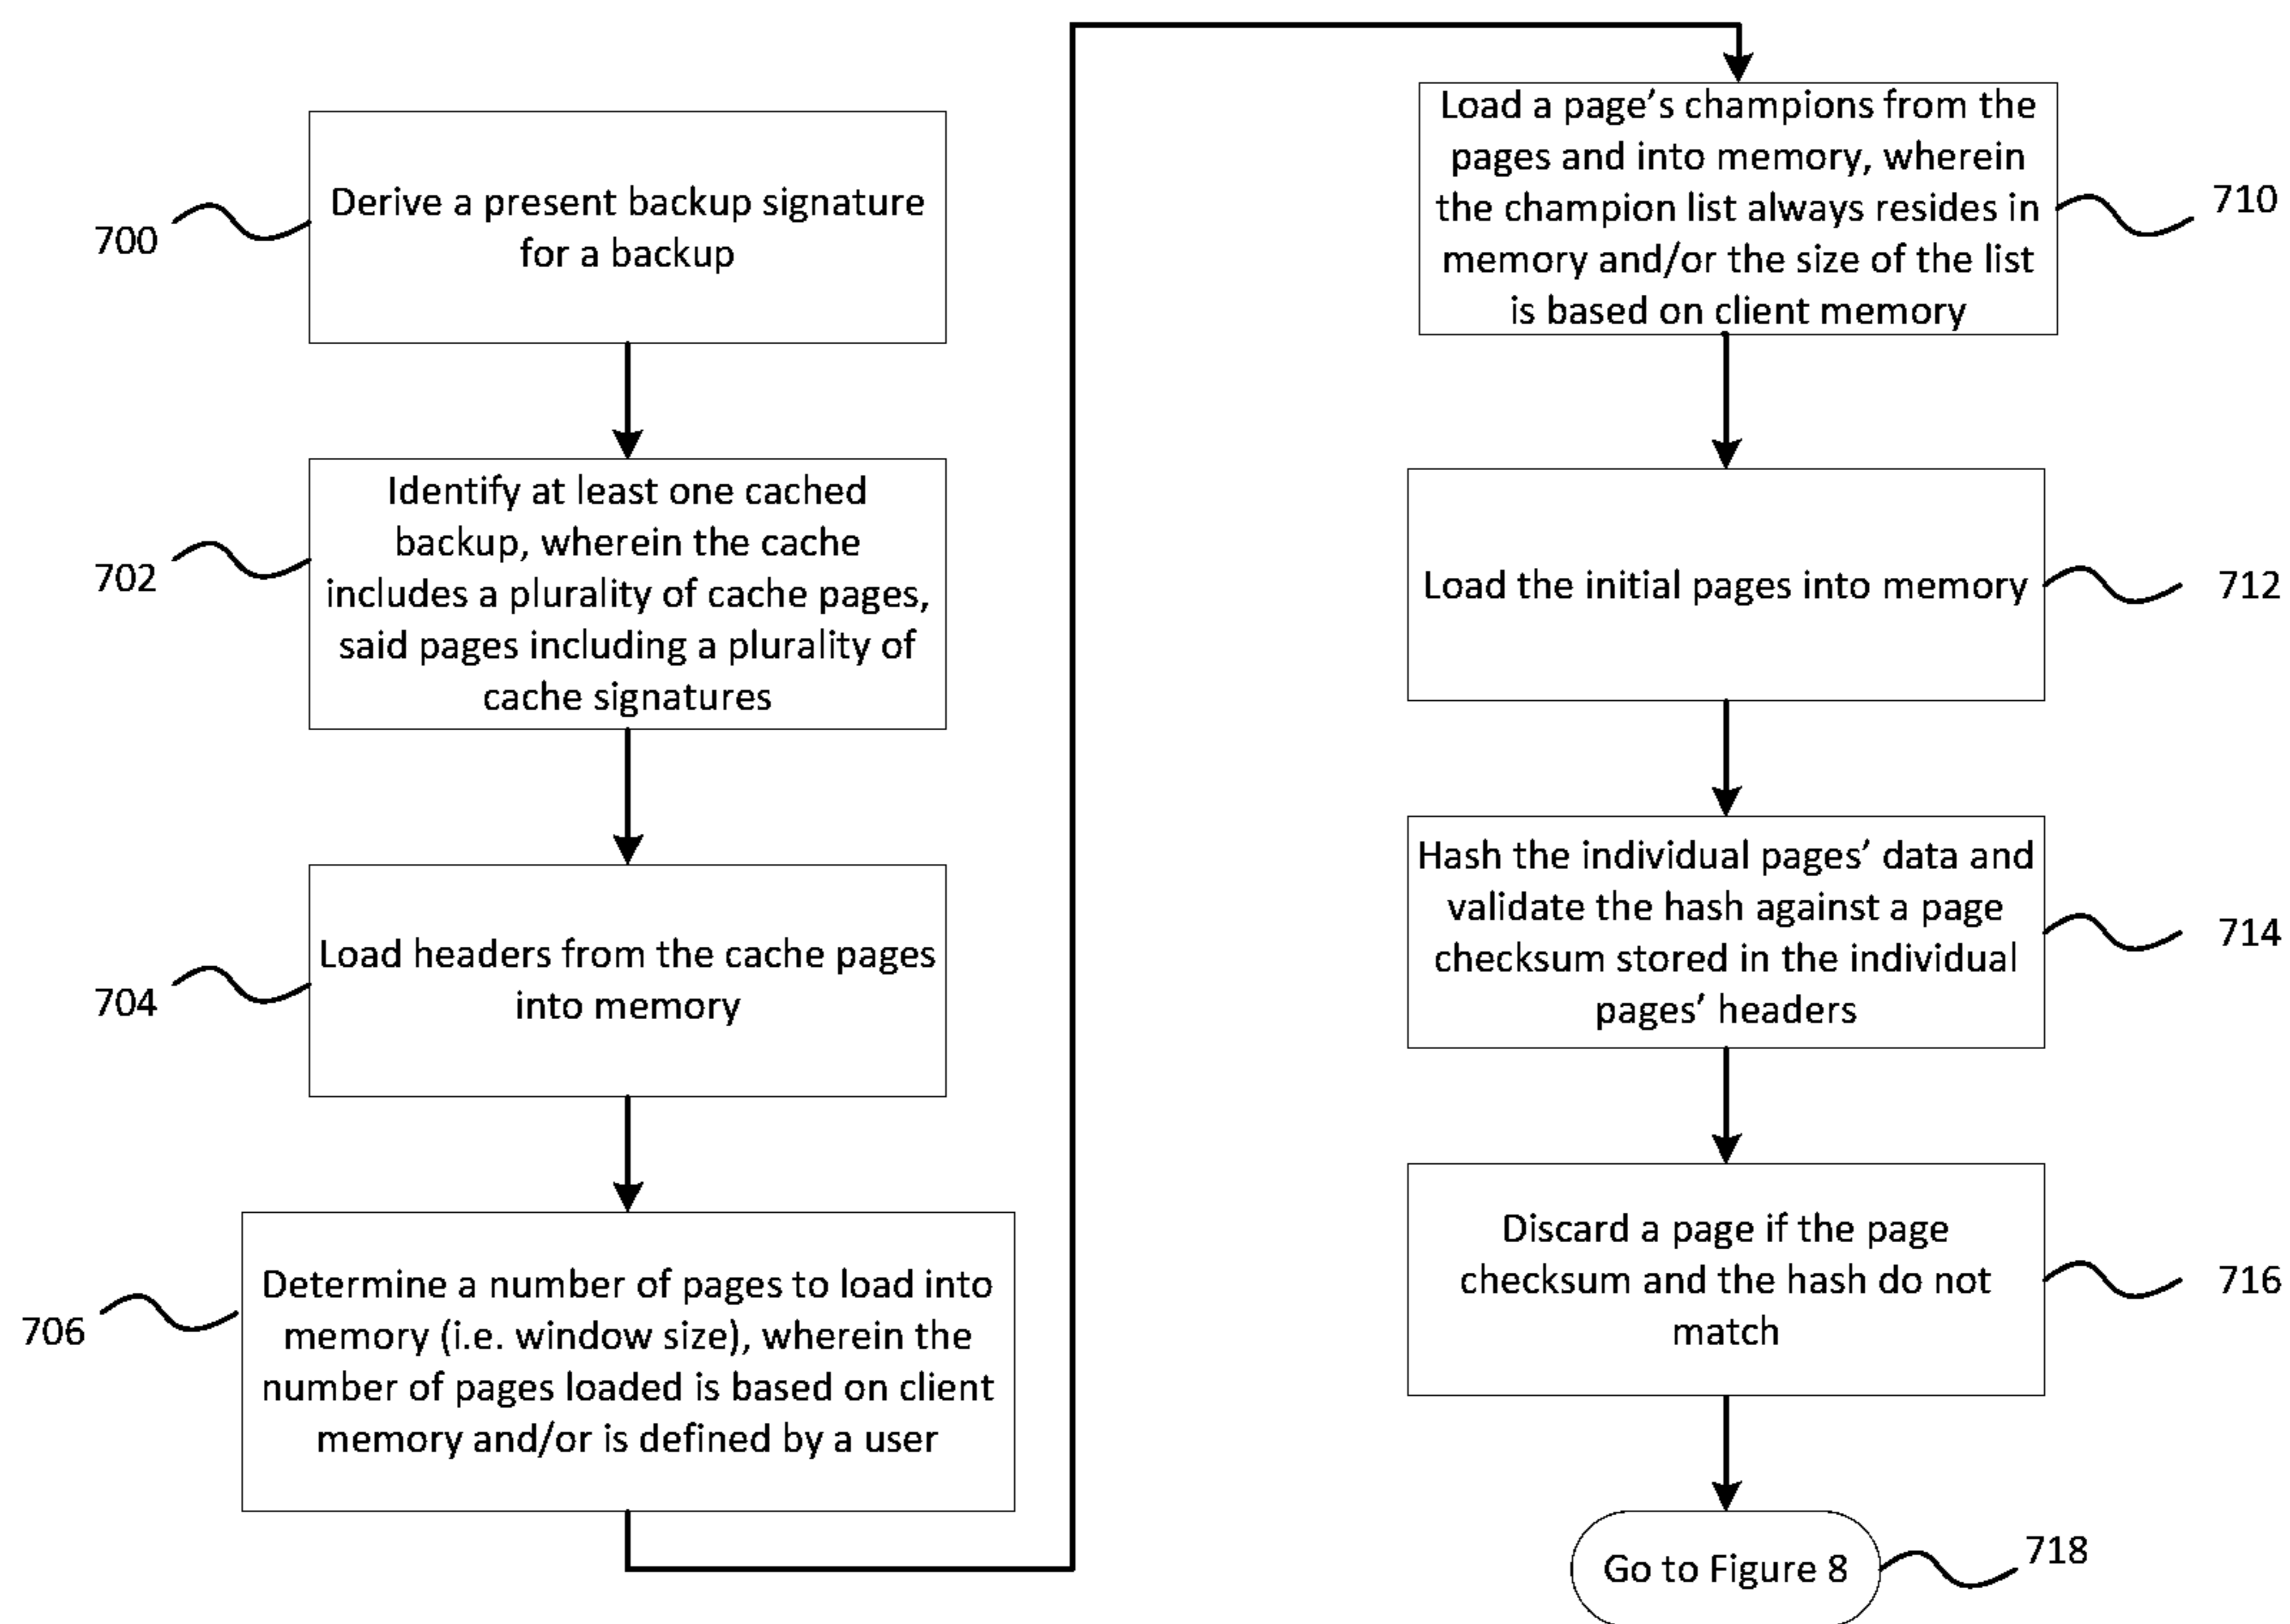 700
Derive a present backup signature
for a backup
702
Identify at least one cached
backup, wherein the cache
includes a plurality of cache pages,
said pages including a plurality of
cache signatures
704
Load headers from the cache pages
into memory
706
Determine a number of pages to load into
memory (i.e. window size), wherein the
number of pages loaded is based on client
memory and/or is defined by a user
Load a page’s champions from the
pages and into memory, wherein
the champion list always resides in
memory and/or the size of the list
is based on client memory
710
Load the initial pages into memory
712
Hash the individual pages’ data and
validate the hash against a page
checksum stored in the individual
pages’ headers
714
Discard a page if the page
checksum and the hash do not
match
716
Go to Figure 8
718